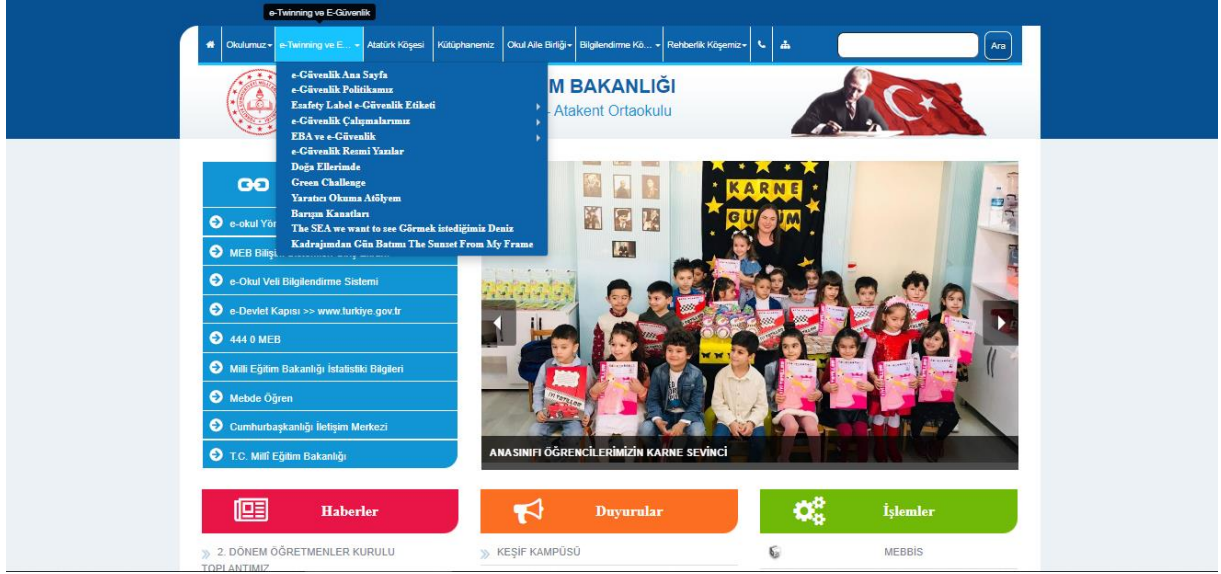 e-Twinning ve E-Güvenlik
Okulumuz
e-Twinning ve E...
Atatürk Köşesi
Kütüphanemiz
Okul Aile Birliği
Bilgilendirme Kö...
Rehberlik Köşemiz
Ara
e-Güvenlik Ana Sayfa
e-Güvenlik Politikamız
Esafety Label e-Güvenlik Etiketi
e-Güvenlik Çalışmalarımız
EBA ve e-Güvenlik
e-Güvenlik Resmi Yazılar
Doğa Ellerimde
Green Challenge
Yaratıcı Okuma Atölyem
Barışın Kanatları
The SEA we want to see Görmek istediğimiz Deniz
Kadrajımdan Gün Batımı The Sunset From My Frame
M BAKANLIĞI
- Atakent Ortaokulu
e-okul Yön
MEB Bilişi
e-Okul Veli Bilgilendirme Sistemi
e-Devlet Kapısı >> www.turkiye.gov.tr
444 0 MEB
Milli Eğitim Bakanlığı İstatistiki Bilgileri
Mebde Öğren
Cumhurbaşkanlığı İletişim Merkezi
T.C. Millî Eğitim Bakanlığı
KARNE
ANASINIFI ÖĞRENCİLERİMİZİN KARNE SEVİNCİ
Haberler
Duyurular
İşlemler
2. DÖNEM ÖĞRETMENLER KURULU
TOPLANTIMIZ
KEŞİF KAMPÜSÜ
MEBBİS